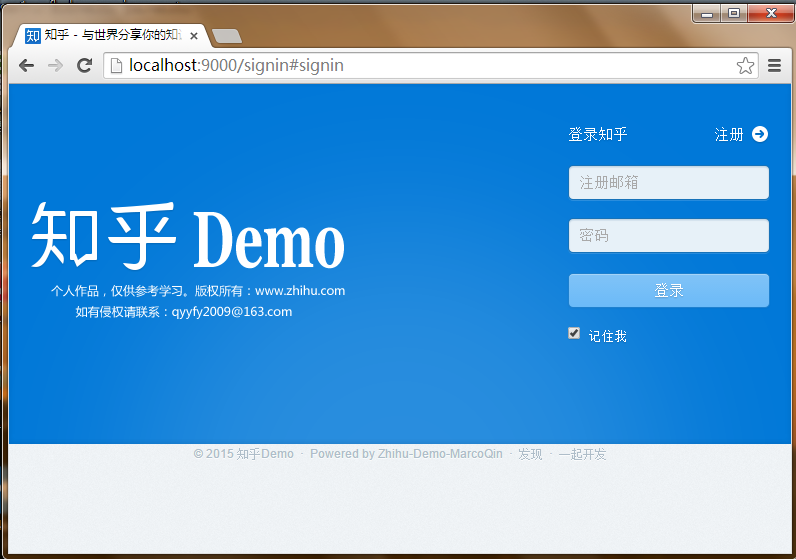 知乎 - 与世界分享你的知
localhost:9000/signin#signin
登录知乎 注册
注册邮箱
密码
登录
记住我
知乎 Demo
个人作品，仅供参考学习。版权所有：www.zhihu.com
如有侵权请联系：qyyfy2009@163.com
© 2015 知乎Demo · Powered by Zhihu-Demo-MarcoQin · 发现 · 一起开发